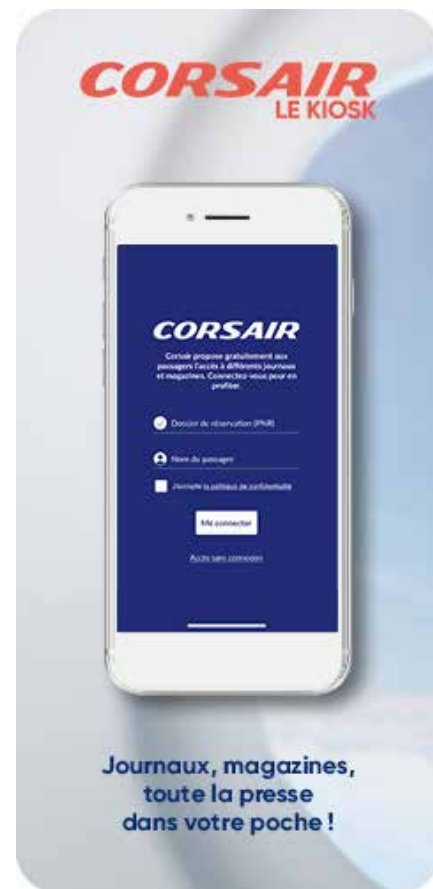 CORSAIR
LE KIOSK
CORSAIR
Corsair propose gratuitement aux
passagers l'accès à différents journaux
et magazines. Connectez-vous pour en
profiter.
Dossier de réservation (PNR)
Nom du passager
J'accepte la politique de confidentialité
Me connecter
Accès sans connexion
Journaux, magazines,
toute la presse
dans votre poche !